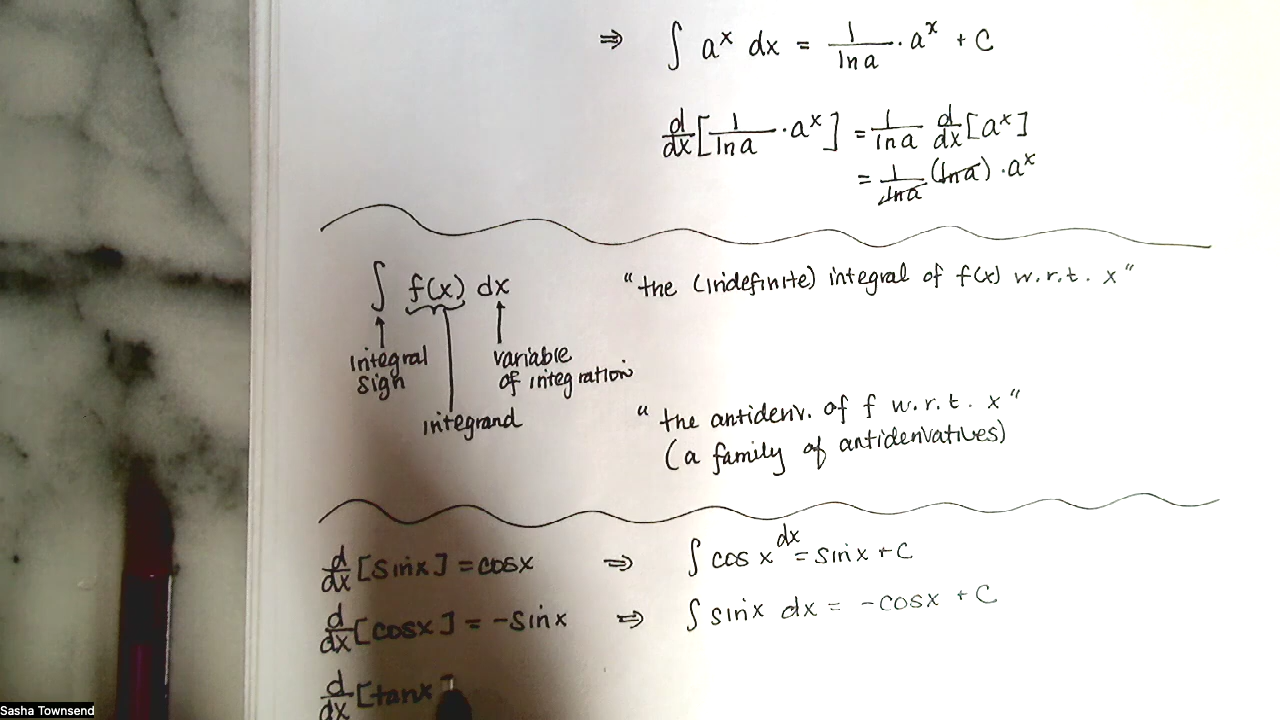 ⇒ ∫ a^x dx = 1/ln a · a^x + C
d/dx [1/ln a · a^x] = 1/ln a d/dx [a^x]
= 1/ln a (ln a) · a^x
∫ f(x) dx "the (indefinite) integral of f(x) w.r.t. x"
integral sign
variable of integration
integrand
"the antideriv. of f w.r.t. x"
(a family of antiderivatives)
d/dx [sin x] = cos x ⇒ ∫ cos x dx = sin x + C
d/dx [cos x] = -sin x ⇒ ∫ sin x dx = -cos x + C
d/dx [tan x]
Sasha Townsend